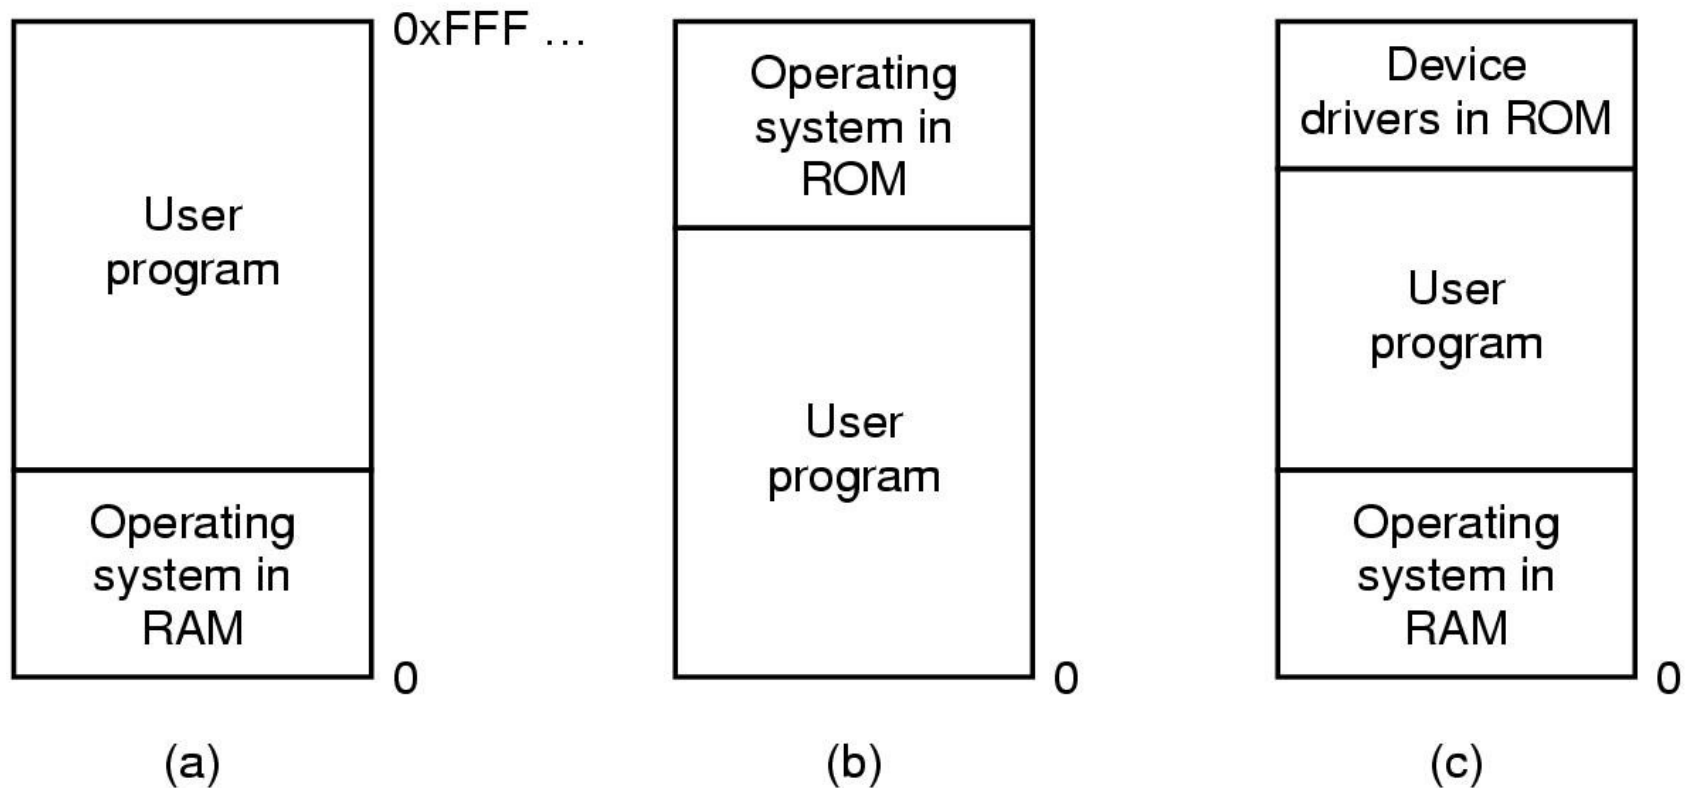 0xFFF ...
User
program
Operating
system in
RAM
0
(a)
Operating
system in
ROM
User
program
0
(b)
Device
drivers in ROM
User
program
Operating
system in
RAM
0
(c)